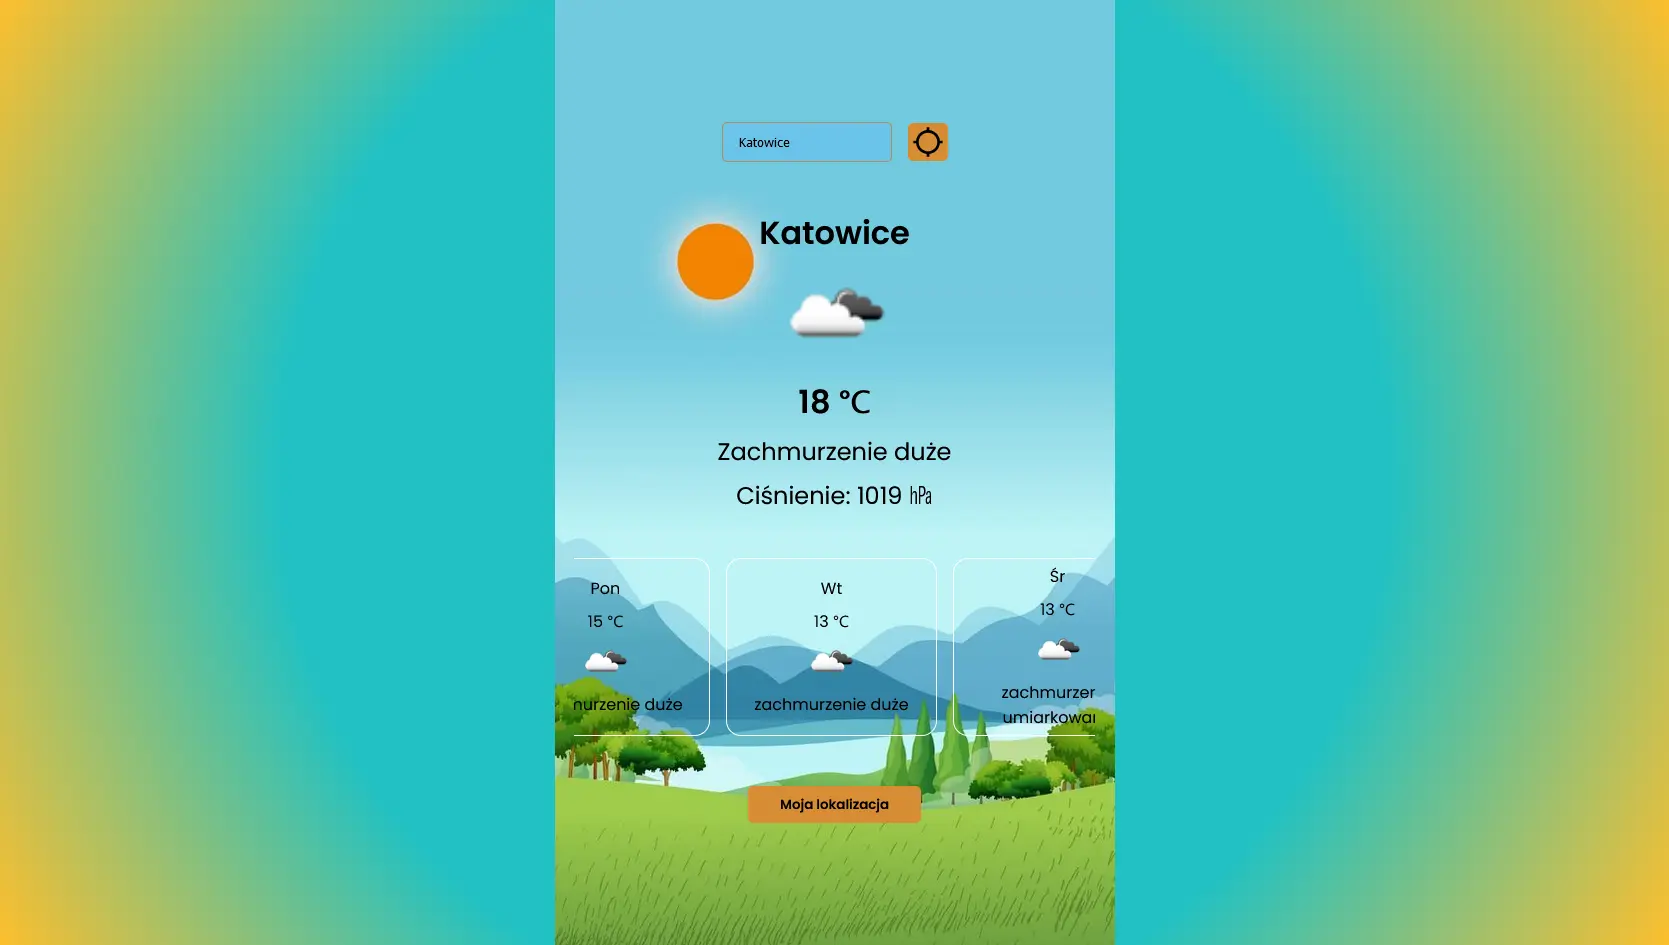 Katowice
Katowice
18 °C
Zachmurzenie duże
Ciśnienie: 1019 ㍱
Pon
15 °C
nurzenie duże
Wt
13 °C
zachmurzenie duże
Śr
13 °C
zachmurzer
umiarkowar
Moja lokalizacja